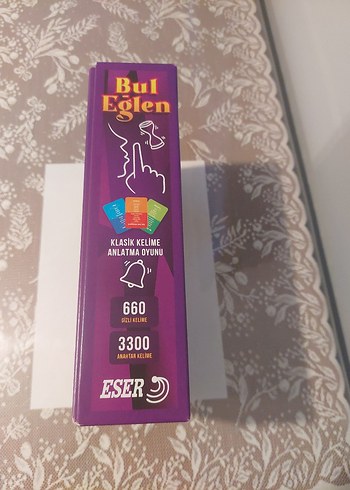 Bul
Eğlen
KLASİK KELİME
ANLATMA OYUNU
660
GİZLİ KELİME
3300
ANAHTAR KELİME
ESER